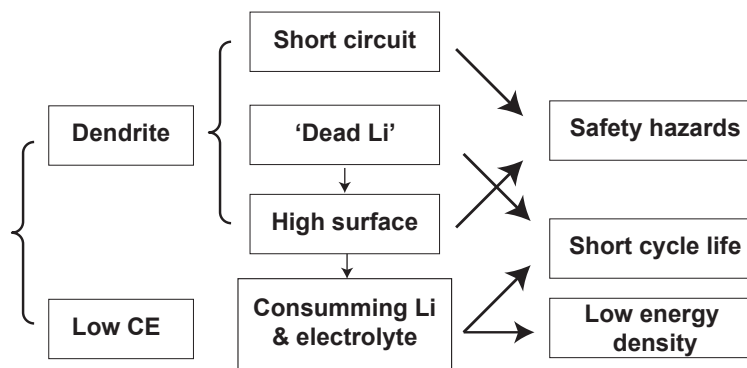 Short circuit
Dendrite
‘Dead Li’
Safety hazards
High surface
Short cycle life
Low CE
Consumming Li
& electrolyte
Low energy
density